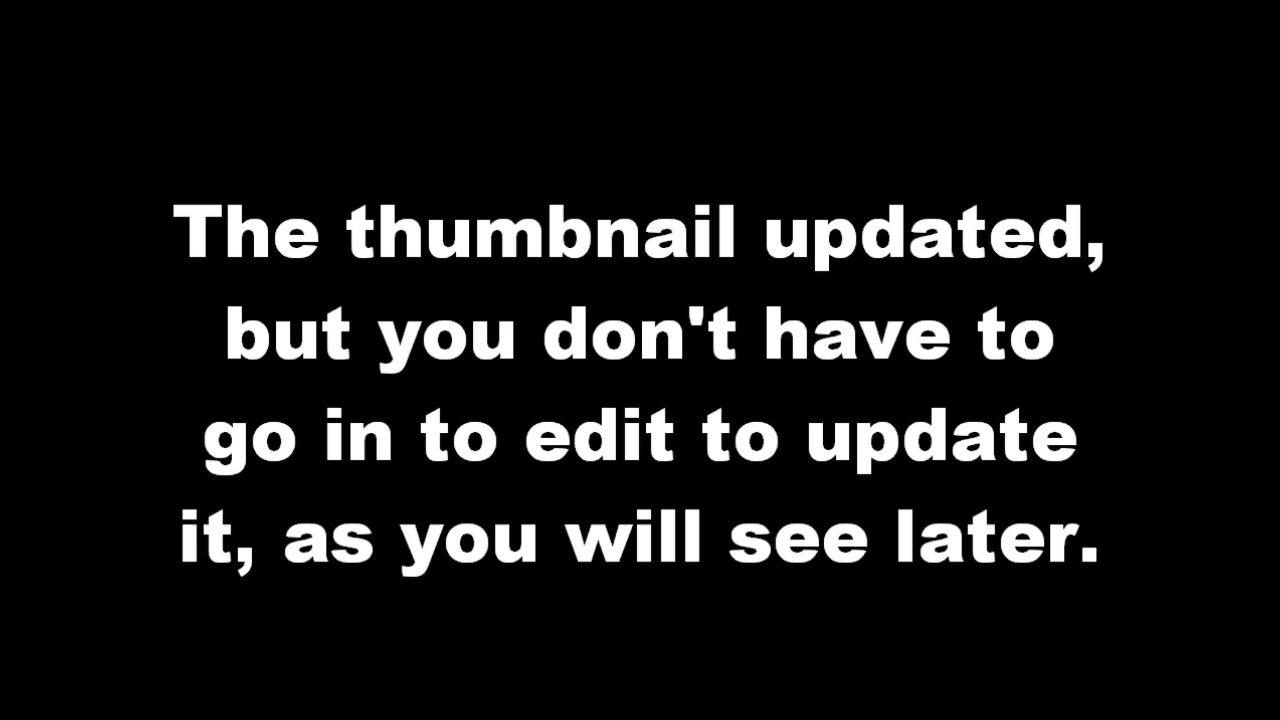 The thumbnail updated,
but you don't have to
go in to edit to update
it, as you will see later.